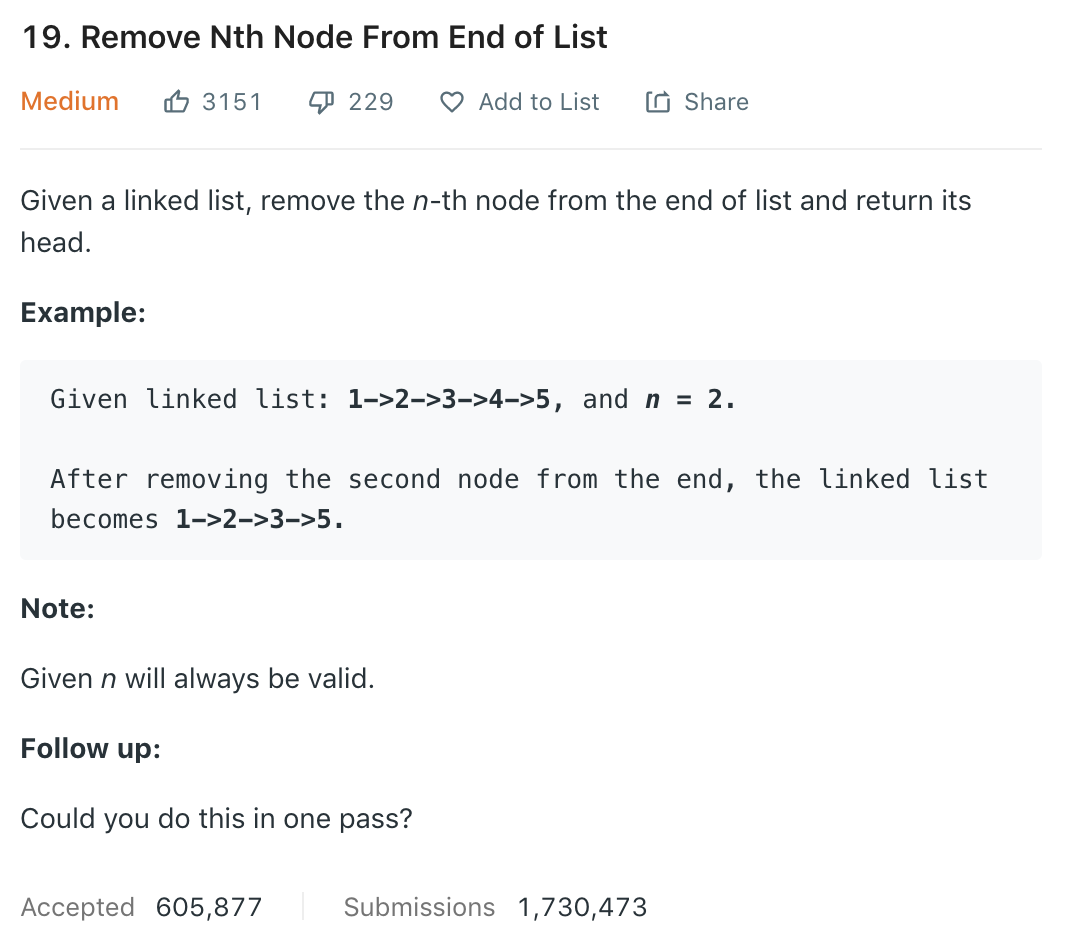 19. Remove Nth Node From End of List
Medium 3151 229 Add to List Share
Given a linked list, remove the n-th node from the end of list and return its
head.
Example:
Given linked list: 1->2->3->4->5, and n = 2.
After removing the second node from the end, the linked list
becomes 1->2->3->5.
Note:
Given n will always be valid.
Follow up:
Could you do this in one pass?
Accepted 605,877 Submissions 1,730,473